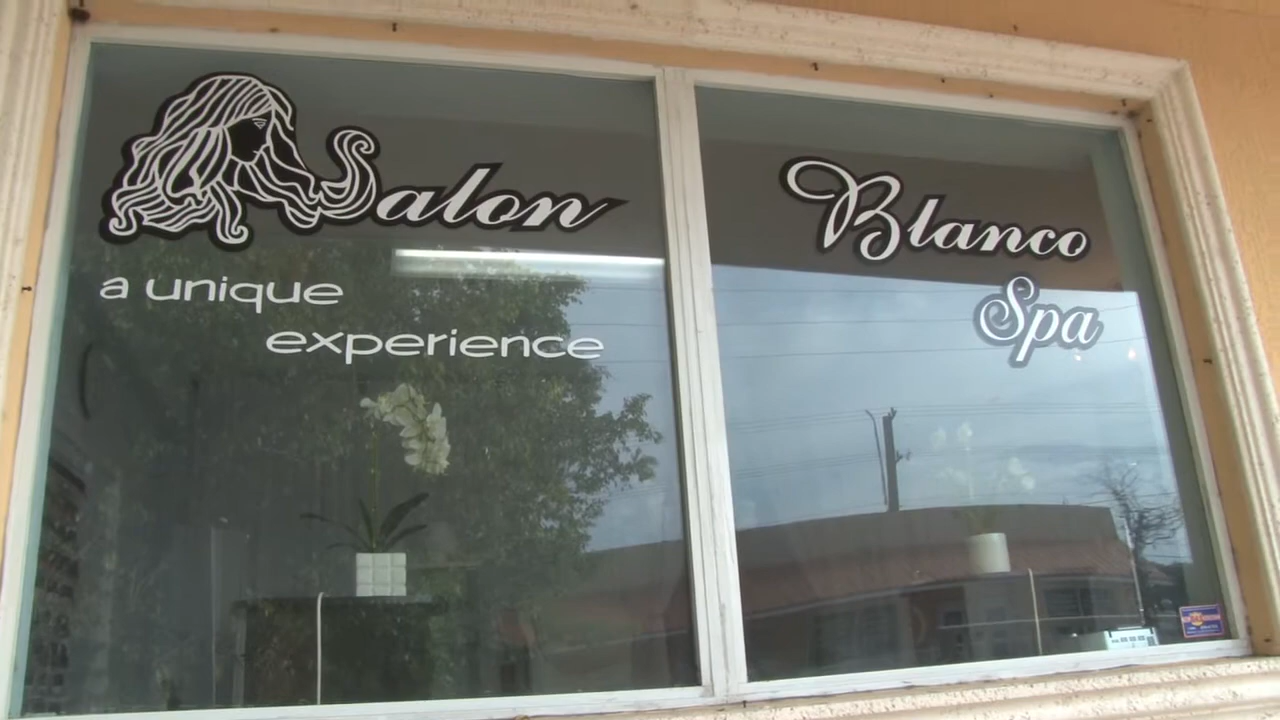 Salon
a unique
experience
Blanco
Spa